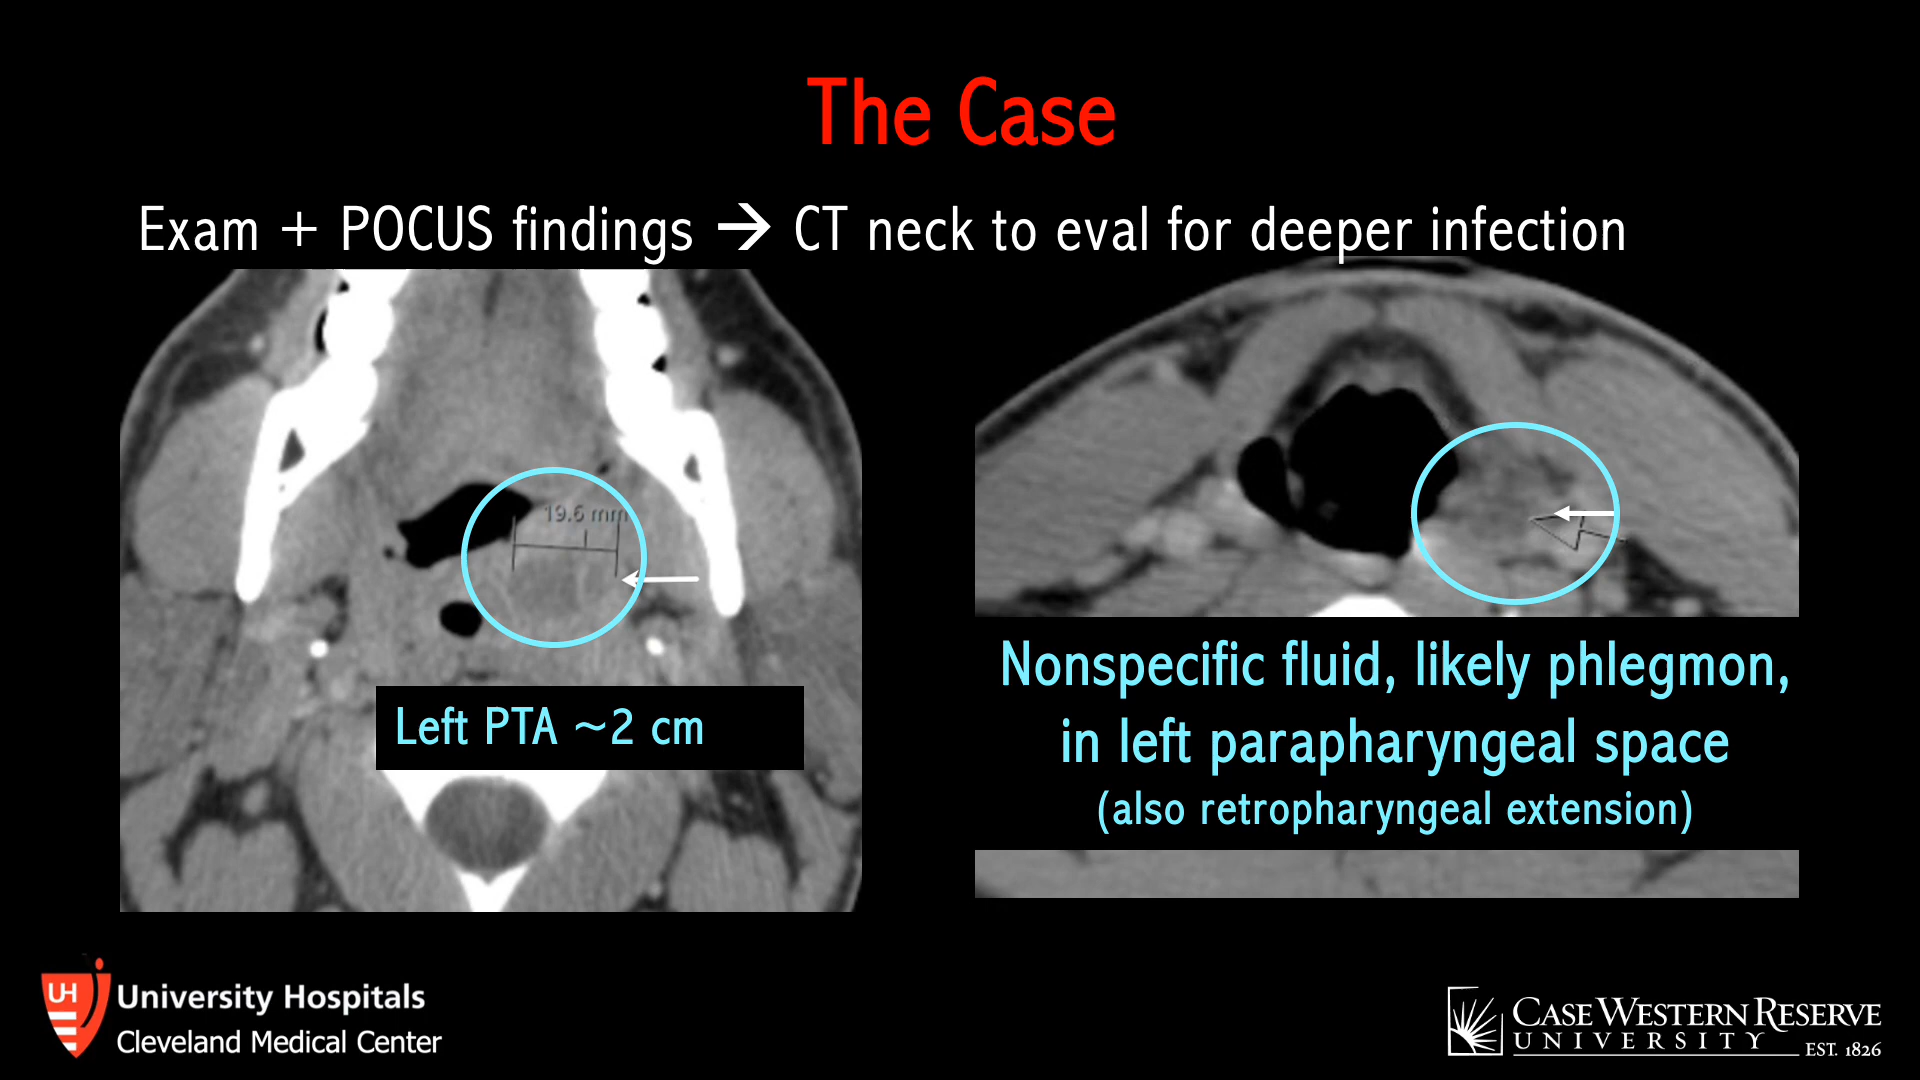 The Case
Exam + POCUS findings → CT neck to eval for deeper infection
19.6 mm
Left PTA ~2 cm
Nonspecific fluid, likely phlegmon,
in left parapharyngeal space
(also retropharyngeal extension)
UH
University Hospitals
Cleveland Medical Center
CASE WESTERN RESERVE
UNIVERSITY
EST. 1826